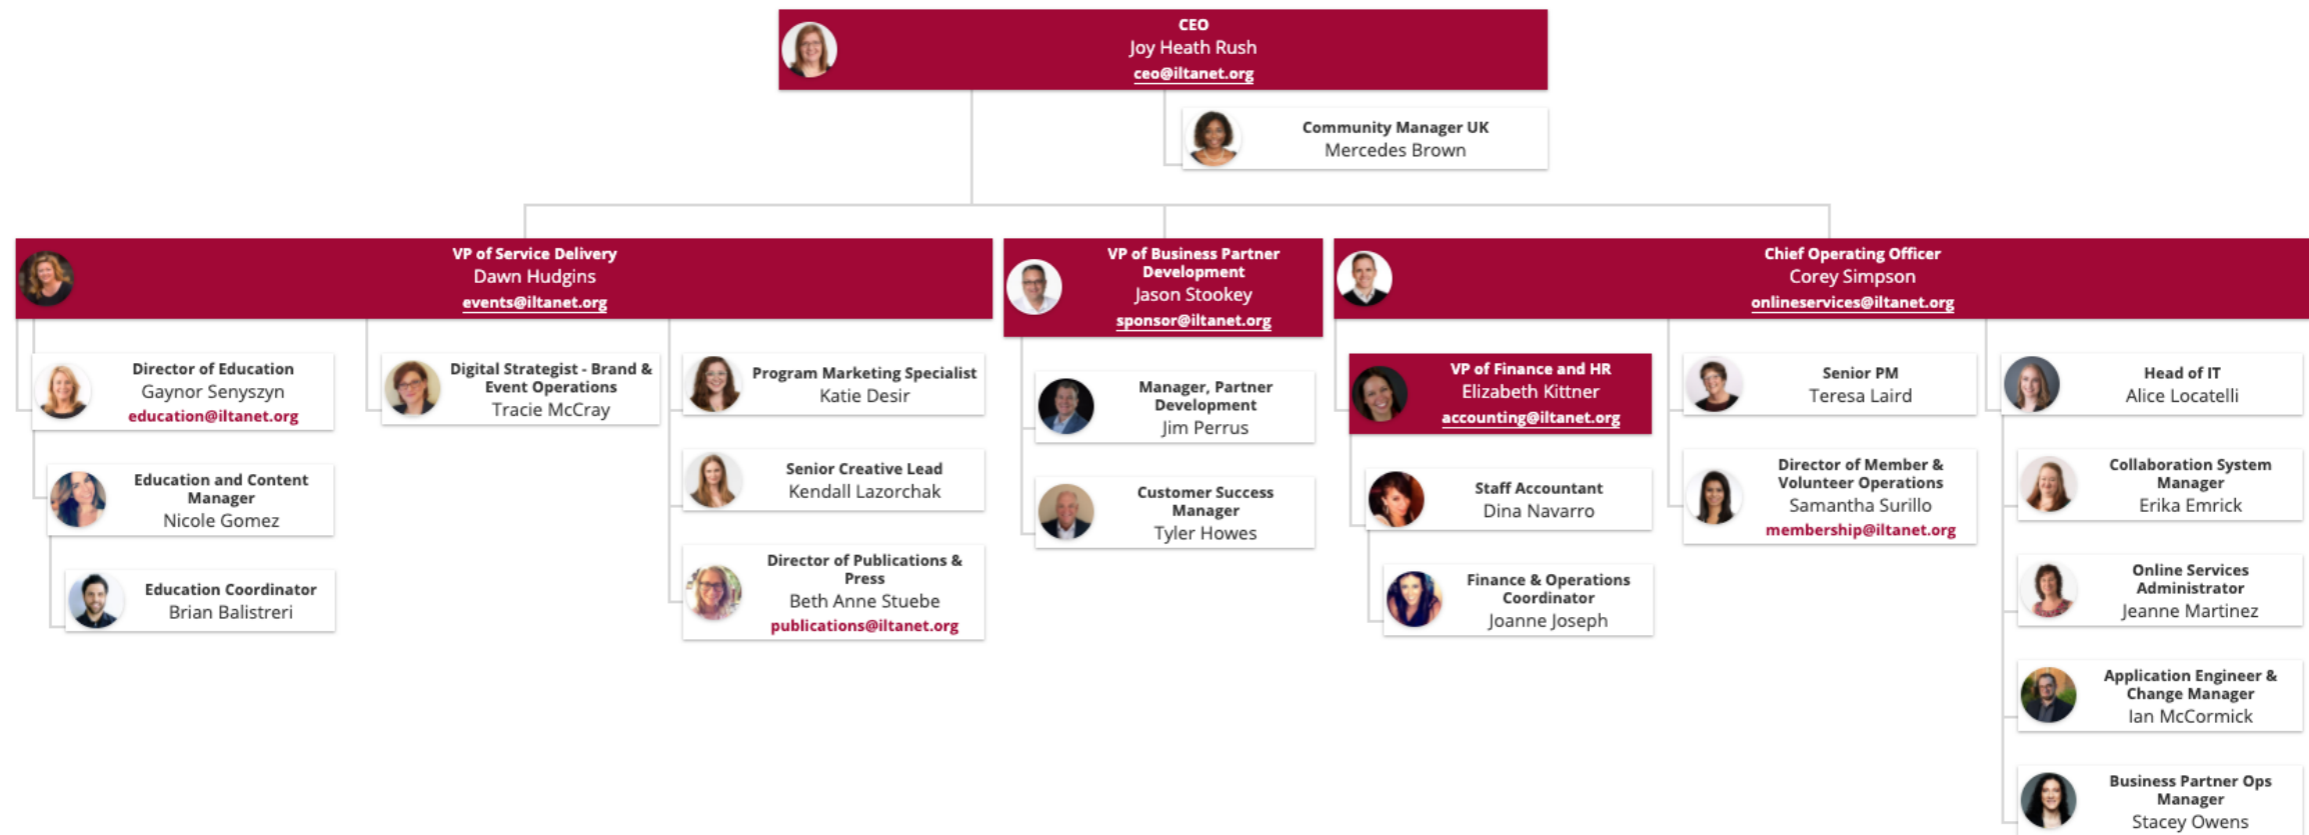 CEO
Joy Heath Rush
ceo@iltanet.org
Community Manager UK
Mercedes Brown
VP of Service Delivery
Dawn Hudgins
events@iltanet.org
VP of Business Partner
Development
Jason Stookey
sponsor@iltanet.org
Chief Operating Officer
Corey Simpson
onlineservices@iltanet.org
Director of Education
Gaynor Senyszyn
education@iltanet.org
Education and Content
Manager
Nicole Gomez
Education Coordinator
Brian Balistreri
Digital Strategist - Brand &
Event Operations
Tracie McCray
Program Marketing Specialist
Katie Desir
Senior Creative Lead
Kendall Lazorchak
Director of Publications &
Press
Beth Anne Stuebe
publications@iltanet.org
Manager, Partner
Development
Jim Perrus
Customer Success
Manager
Tyler Howes
VP of Finance and HR
Elizabeth Kittner
accounting@iltanet.org
Staff Accountant
Dina Navarro
Finance & Operations
Coordinator
Joanne Joseph
Senior PM
Teresa Laird
Director of Member &
Volunteer Operations
Samantha Surillo
membership@iltanet.org
Head of IT
Alice Locatelli
Collaboration System
Manager
Erika Emrick
Online Services
Administrator
Jeanne Martinez
Application Engineer &
Change Manager
Ian McCormick
Business Partner Ops
Manager
Stacey Owens